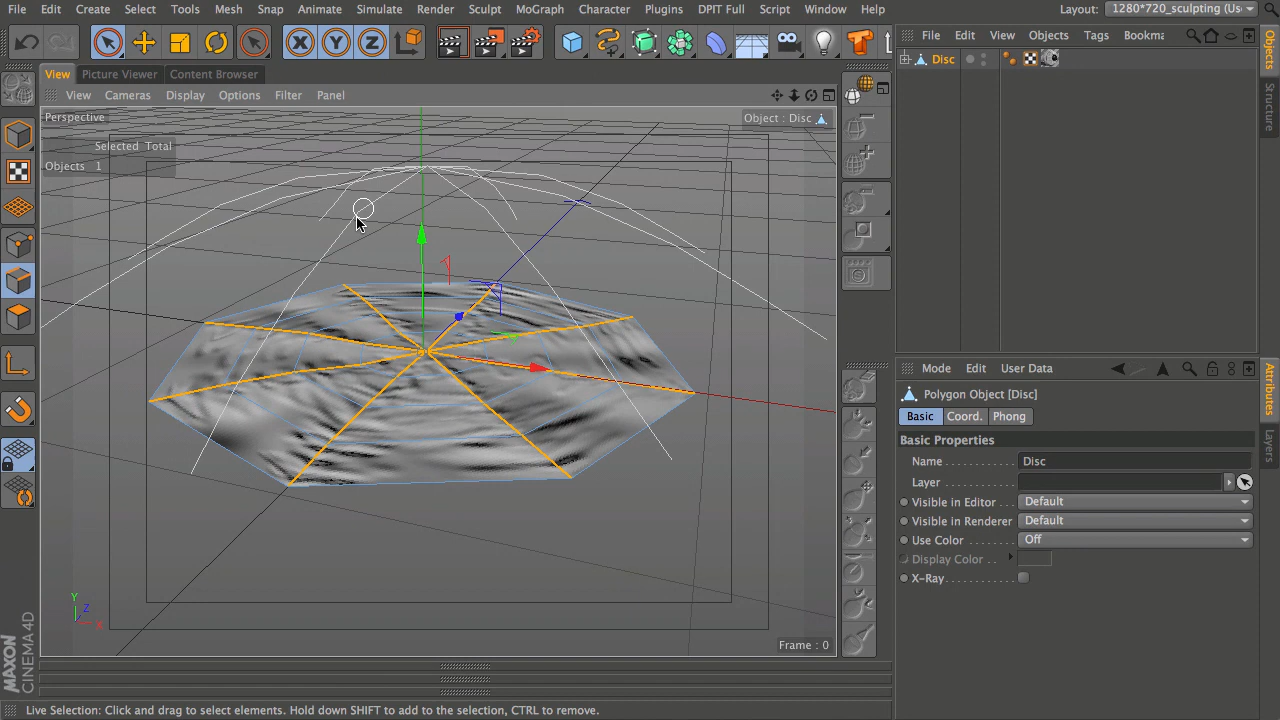 File Edit Create Select Tools Mesh Snap Animate Simulate Render Sculpt MoGraph Character Plugins DPIT Full Script Window Help Layout: 1280*720_sculpting (Us
X Y Z T
View Picture Viewer Content Browser
View Cameras Display Options Filter Panel
Perspective
Object : Disc
Selected Total
Objects 1
Y
Z
X
Frame : 0
MAXON
CINEMA4D
Live Selection: Click and drag to select elements. Hold down SHIFT to add to the selection, CTRL to remove.
File Edit View Objects Tags Bookma
Disc
Objects
Structure
Mode Edit User Data
Polygon Object [Disc]
Basic Coord. Phong
Basic Properties
Name . . . . . . . . . . . Disc
Layer . . . . . . . . . . .
Visible in Editor . . . Default
Visible in Renderer Default
Use Color . . . . . . . . Off
Display Color . .
X-Ray . . . . . . . . . . .
Attributes
Layers